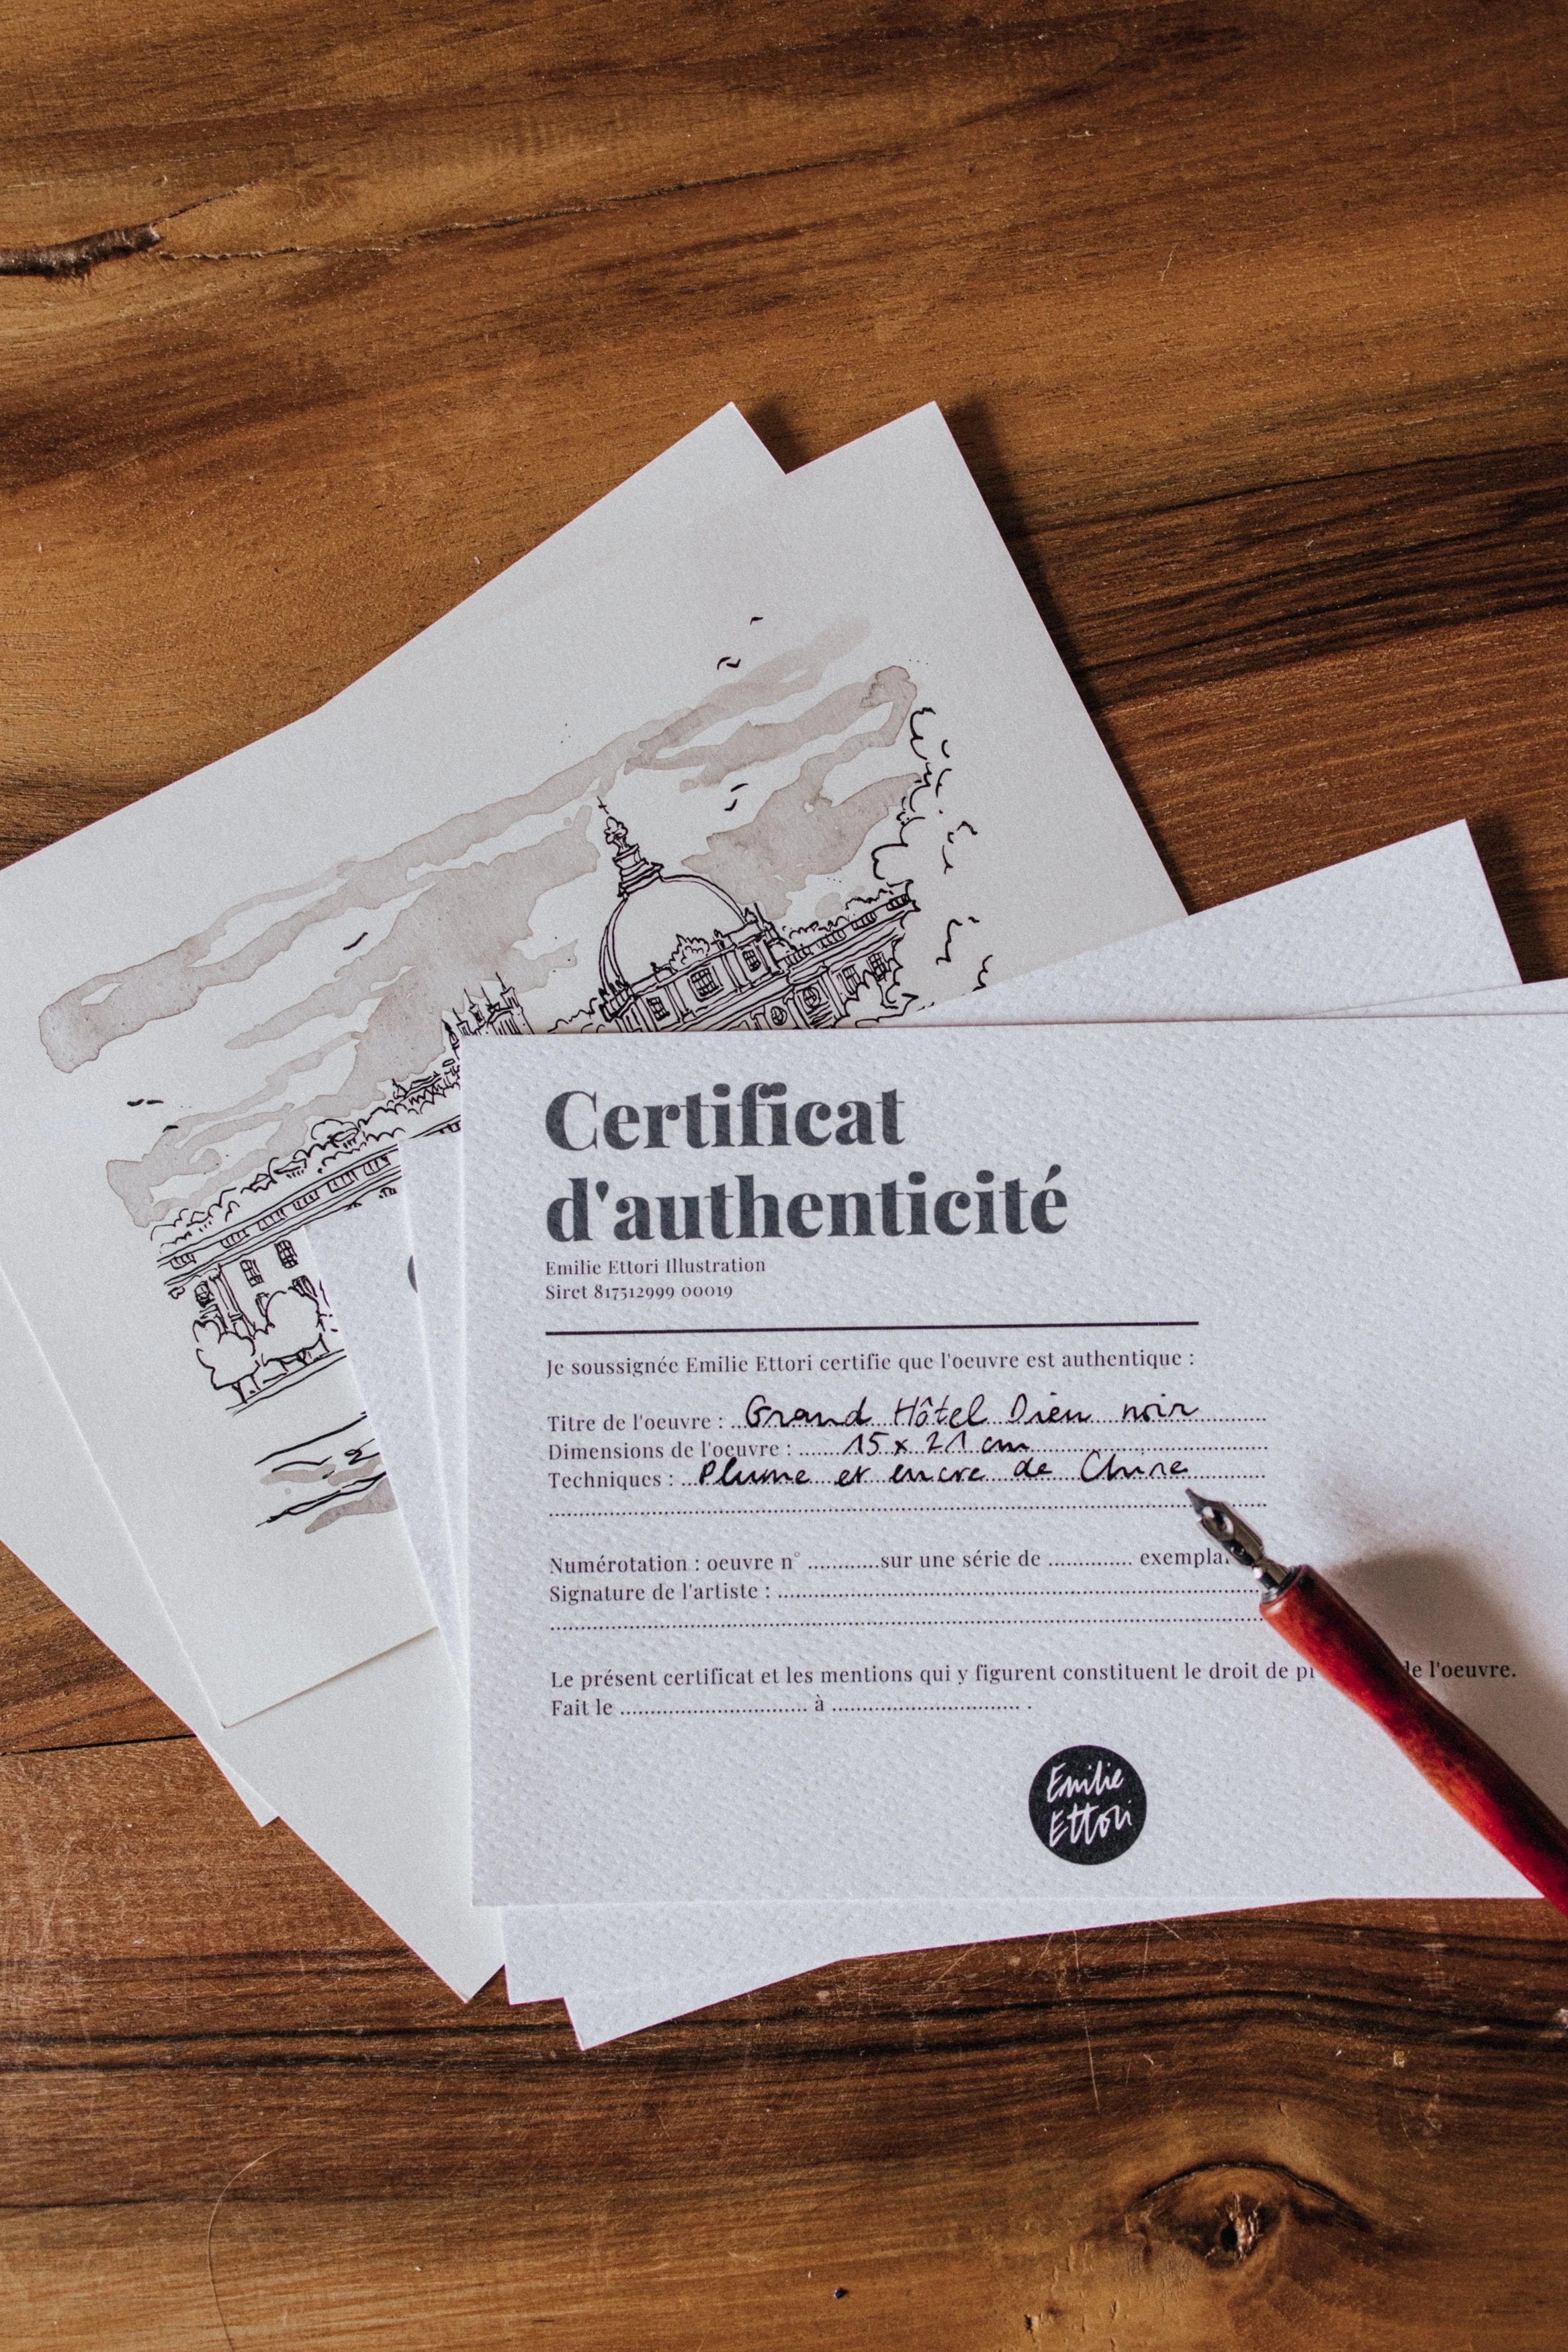 Certificat
d'authenticité
Emilie Ettori Illustration
Siret 817512999 00019
Je soussignée Emilie Ettori certifie que l'oeuvre est authentique :
Titre de l'oeuvre : Grand Hôtel Dieu noir
Dimensions de l'oeuvre : 15 x 21 cm
Techniques : Plume et encre de Chine
Numérotation : oeuvre n° ............sur une série de .............. 
Signature de l'artiste :
Le présent certificat et les mentions qui y figurent constituent le droit de l'oeuvre.
Fait le ................................ à ................................ .
Emilie
Ettori